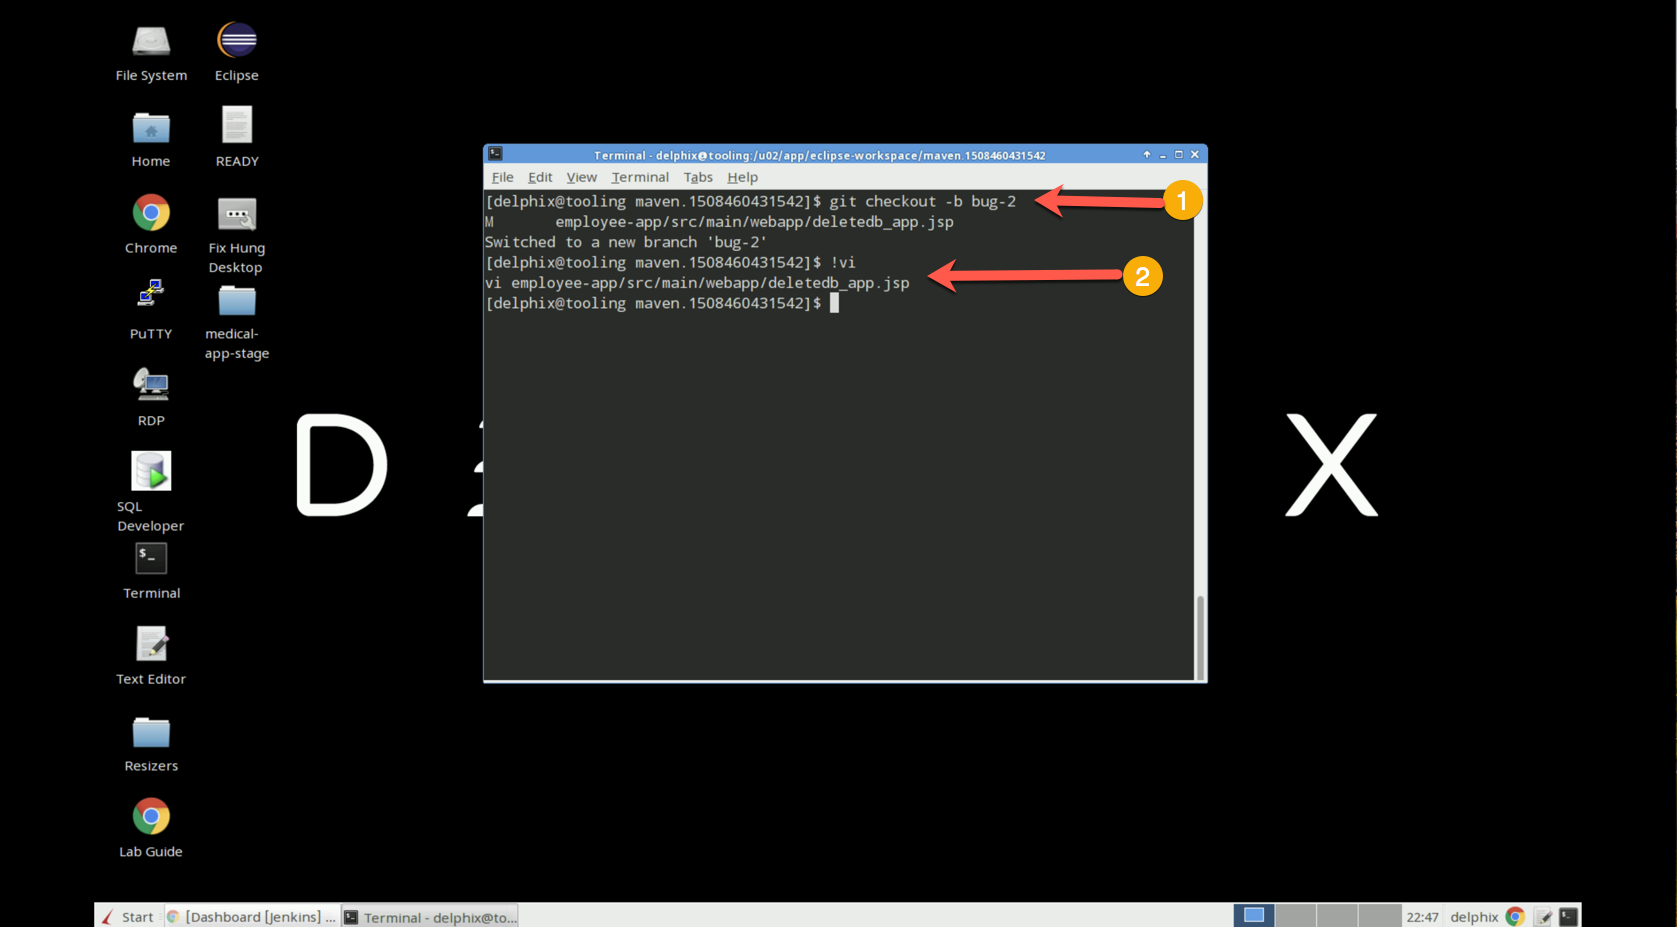 File System
Eclipse
Home
READY
Chrome
Fix Hung
Desktop
PuTTY
medical-
app-stage
RDP
SQL
Developer
Terminal
Text Editor
Resizers
Lab Guide
D
X
Terminal - delphix@tooling:/u02/app/eclipse-workspace/maven.1508460431542
File Edit View Terminal Tabs Help
[delphix@tooling maven.1508460431542]$ git checkout -b bug-2
M employee-app/src/main/webapp/deletedb_app.jsp
Switched to a new branch 'bug-2'
[delphix@tooling maven.1508460431542]$ !vi
vi employee-app/src/main/webapp/deletedb_app.jsp
[delphix@tooling maven.1508460431542]$
1
2
Start
[Dashboard [Jenkins] ...
Terminal - delphix@to...
22:47 delphix